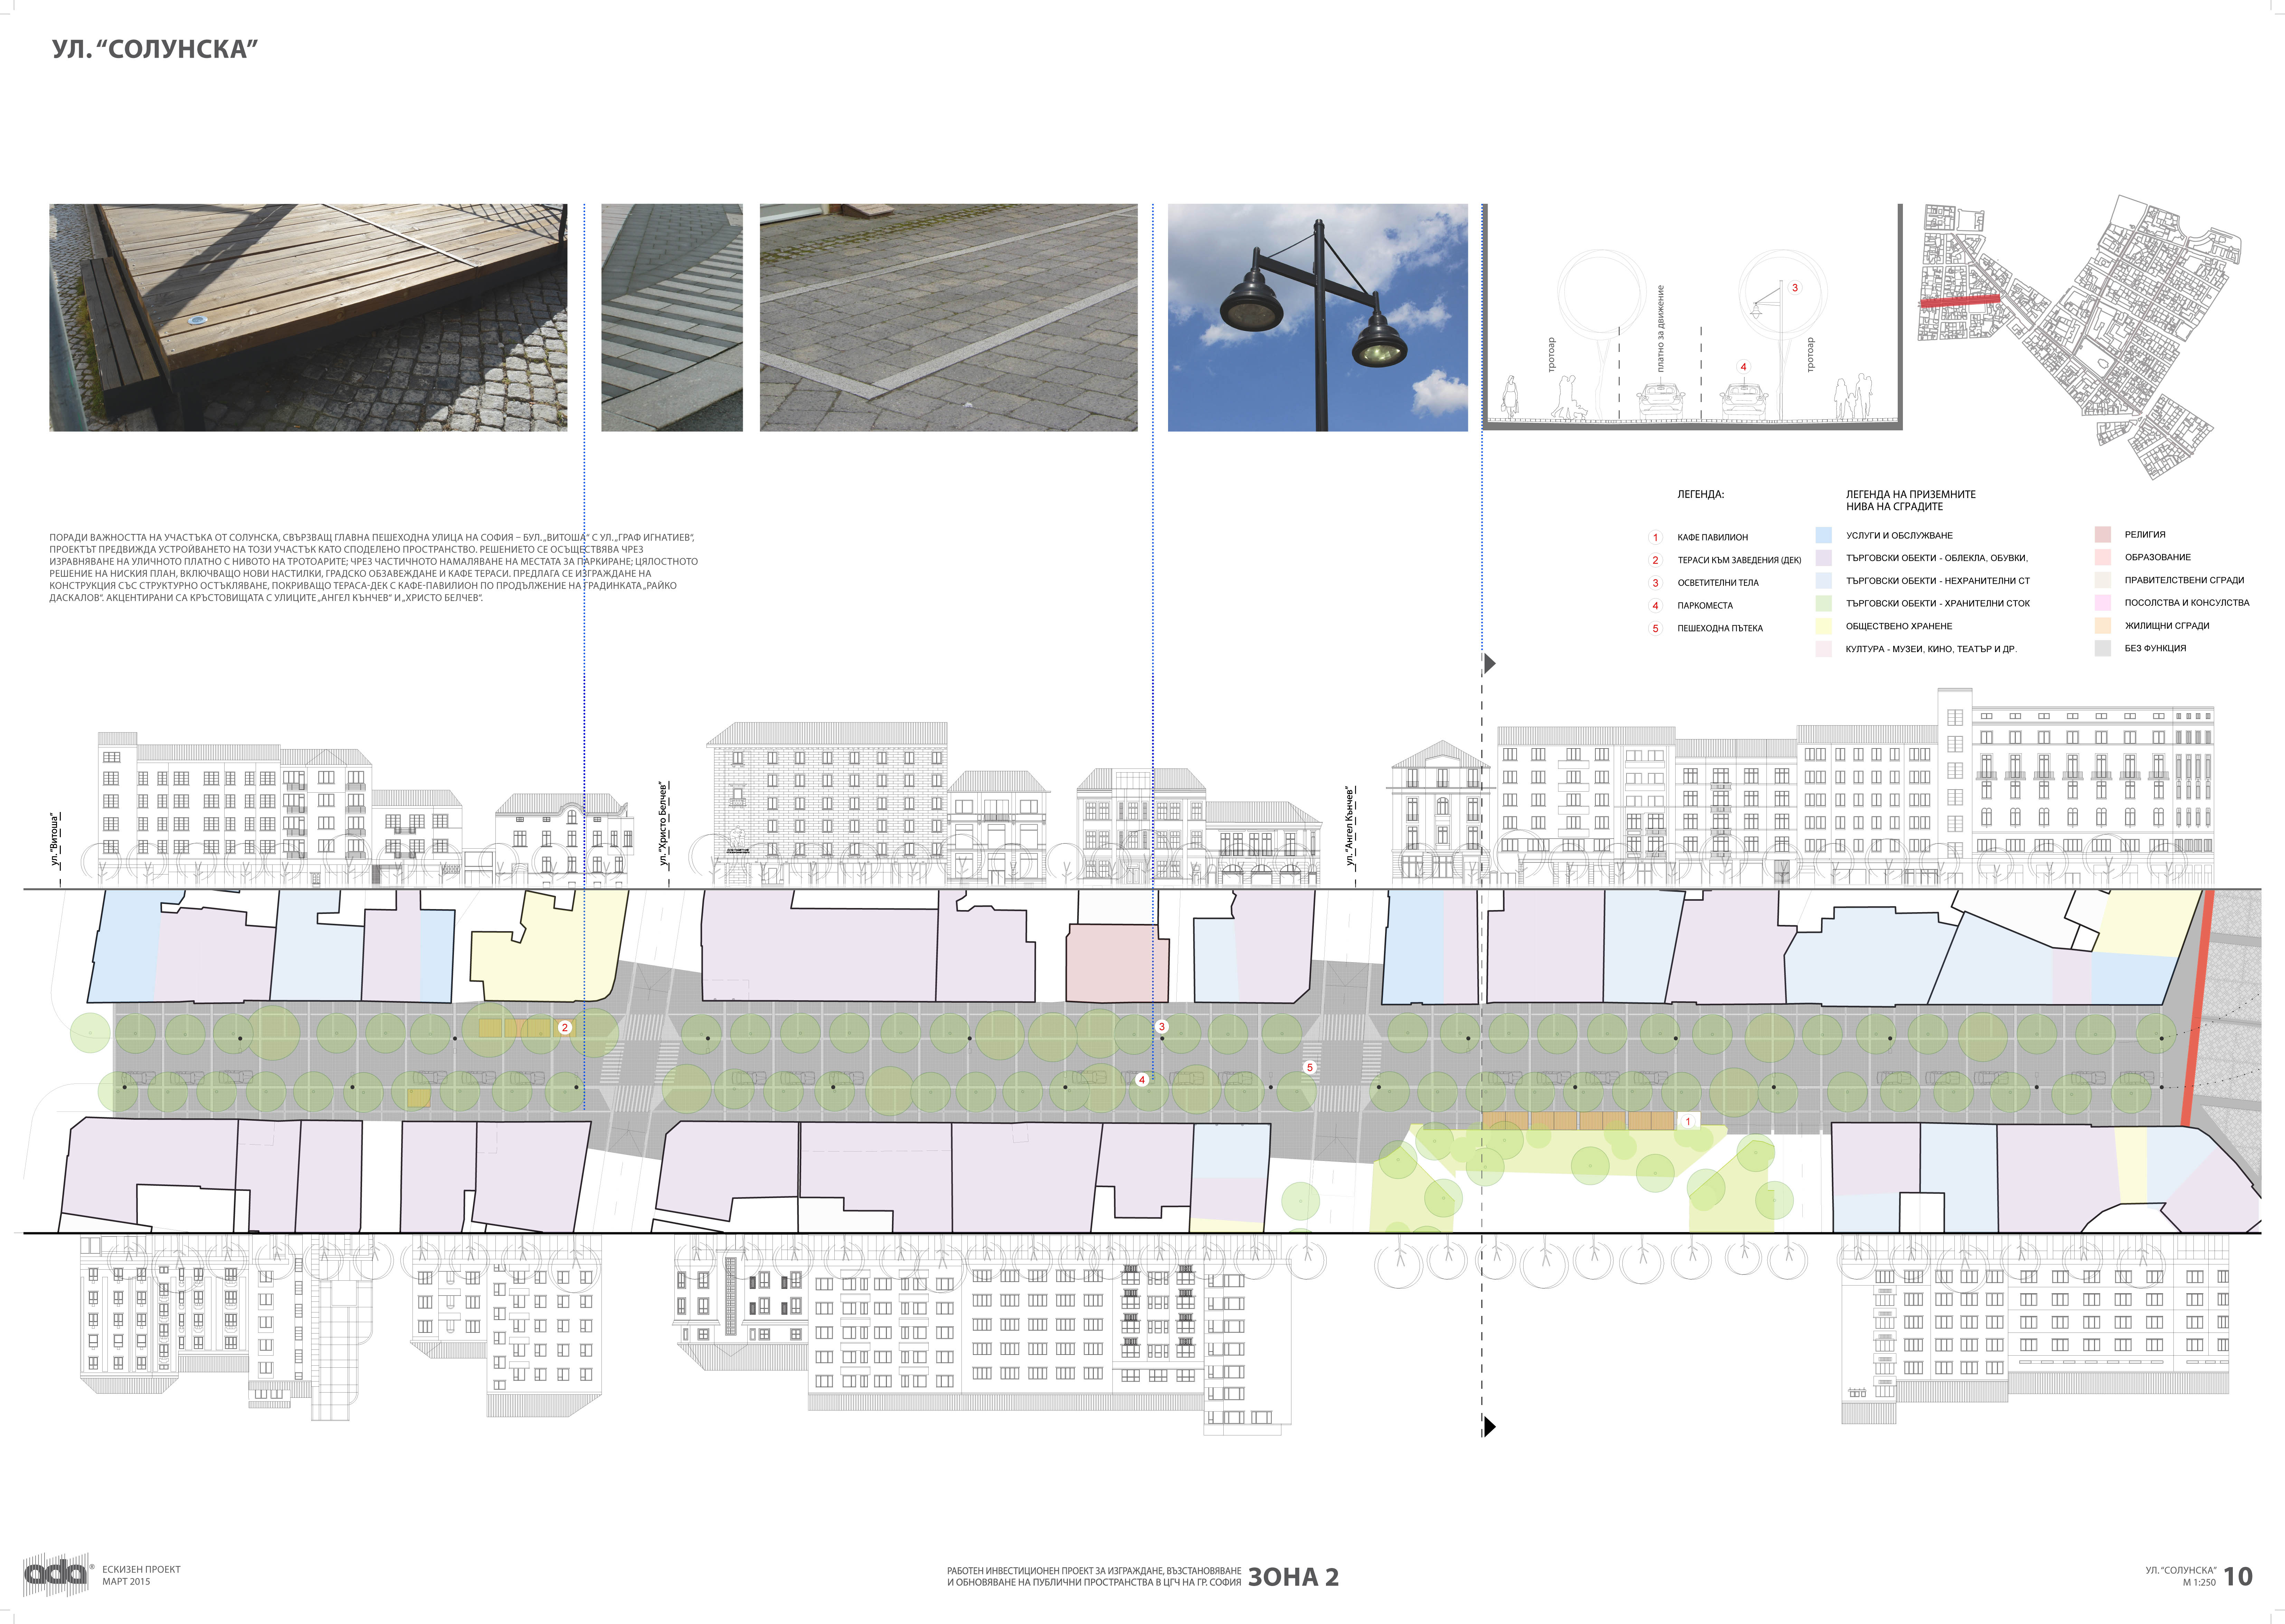 УЛ. “СОЛУНСКА”
тротоар
платно за движение
3
4
тротоар
ПОРАДИ ВАЖНОСТТА НА УЧАСТЪКА ОТ СОЛУНСКА, СВЪРЗВАЩ ГЛАВНА ПЕШЕХОДНА УЛИЦА НА СОФИЯ – БУЛ. „ВИТОША“ С УЛ. „ГРАФ ИГНАТИЕВ“,
ПРОЕКТЪТ ПРЕДВИЖДА УСТРОЙВАНЕТО НА ТОЗИ УЧАСТЪК КАТО СПОДЕЛЕНО ПРОСТРАНСТВО. РЕШЕНИЕТО СЕ ОСЪЩЕСТВЯВА ЧРЕЗ
ИЗРАВНЯВАНЕ НА УЛИЧНОТО ПЛАТНО С НИВОТО НА ТРОТОАРИТЕ; ЧРЕЗ ЧАСТИЧНОТО НАМАЛЯВАНЕ НА МЕСТАТА ЗА ПАРКИРАНЕ; ЦЯЛОСТНОТО
РЕШЕНИЕ НА НИСКИЯ ПЛАН, ВКЛЮЧВАЩО НОВИ НАСТИЛКИ, ГРАДСКО ОБЗАВЕЖДАНЕ И КАФЕ ТЕРАСИ. ПРЕДЛАГА СЕ ИЗГРАЖДАНЕ НА
КОНСТРУКЦИЯ СЪС СТРУКТУРНО ОСТЪКЛЯВАНЕ, ПОКРИВАЩО ТЕРАСА-ДЕК С КАФЕ-ПАВИЛИОН ПО ПРОДЪЛЖЕНИЕ НА ГРАДИНКАТА „РАЙКО
ДАСКАЛОВ“. АКЦЕНТИРАНИ СА КРЪСТОВИЩАТА С УЛИЦИТЕ „АНГЕЛ КЪНЧЕВ“ И „ХРИСТО БЕЛЧЕВ“.
ЛЕГЕНДА:
1 КАФЕ ПАВИЛИОН
2 ТЕРАСИ КЪМ ЗАВЕДЕНИЯ (ДЕК)
3 ОСВЕТИТЕЛНИ ТЕЛА
4 ПАРКОМЕСТА
5 ПЕШЕХОДНА ПЪТЕКА
ЛЕГЕНДА НА ПРИЗЕМНИТЕ
НИВА НА СГРАДИТЕ
УСЛУГИ И ОБСЛУЖВАНЕ
ТЪРГОВСКИ ОБЕКТИ - ОБЛЕКЛА, ОБУВКИ,
ТЪРГОВСКИ ОБЕКТИ - НЕХРАНИТЕЛНИ СТ
ТЪРГОВСКИ ОБЕКТИ - ХРАНИТЕЛНИ СТОК
ОБЩЕСТВЕНО ХРАНЕНЕ
КУЛТУРА - МУЗЕИ, КИНО, ТЕАТЪР И ДР.
РЕЛИГИЯ
ОБРАЗОВАНИЕ
ПРАВИТЕЛСТВЕНИ СГРАДИ
ПОСОЛСТВА И КОНСУЛСТВА
ЖИЛИЩНИ СГРАДИ
БЕЗ ФУНКЦИЯ
ул. “Витоша”
ул. “Христо Белчев”
ул. “Ангел Кънчев”
2
3
4
5
1
ada®
ЕСКИЗЕН ПРОЕКТ
МАРТ 2015
РАБОТЕН ИНВЕСТИЦИОНЕН ПРОЕКТ ЗА ИЗГРАЖДАНЕ, ВЪЗСТАНОВЯВАНЕ
И ОБНОВЯВАНЕ НА ПУБЛИЧНИ ПРОСТРАНСТВА В ЦГЧ НА ГР. СОФИЯ
ЗОНА 2
УЛ. “СОЛУНСКА”
М 1:250
10